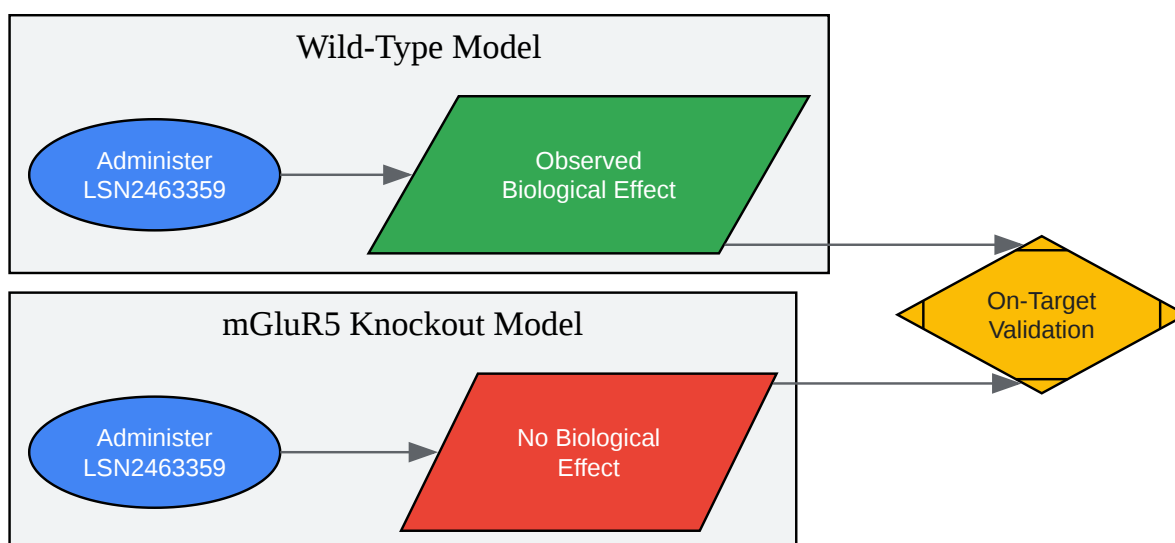 Wild-Type Model
Administer
LSN2463359
Observed
Biological Effect
On-Target
Validation
mGluR5 Knockout Model
Administer
LSN2463359
No Biological
Effect